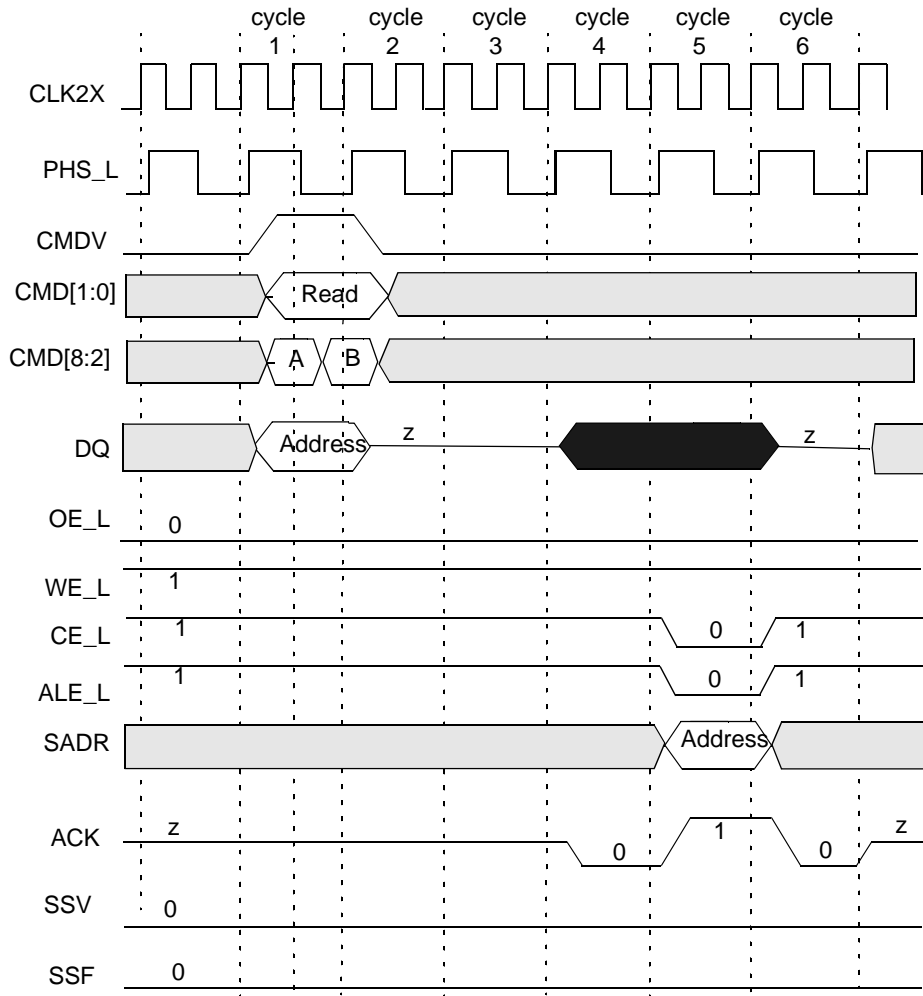 cycle cycle cycle cycle cycle cycle
1 2 3 4 5 6
CLK2X
PHS_L
CMDV
CMD[1:0] Read
CMD[8:2] A B
DQ Address z z
OE_L 0
WE_L 1
CE_L 1 0 1
ALE_L 1 0 1
SADR Address
ACK z 0 1 0 z
SSV 0
SSF 0